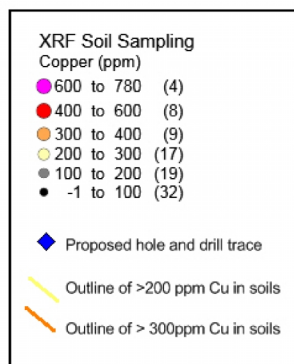 XRF Soil Sampling
Copper (ppm)
600 to 780 (4)
400 to 600 (8)
300 to 400 (9)
200 to 300 (17)
100 to 200 (19)
-1 to 100 (32)
Proposed hole and drill trace
Outline of >200 ppm Cu in soils
Outline of > 300ppm Cu in soils